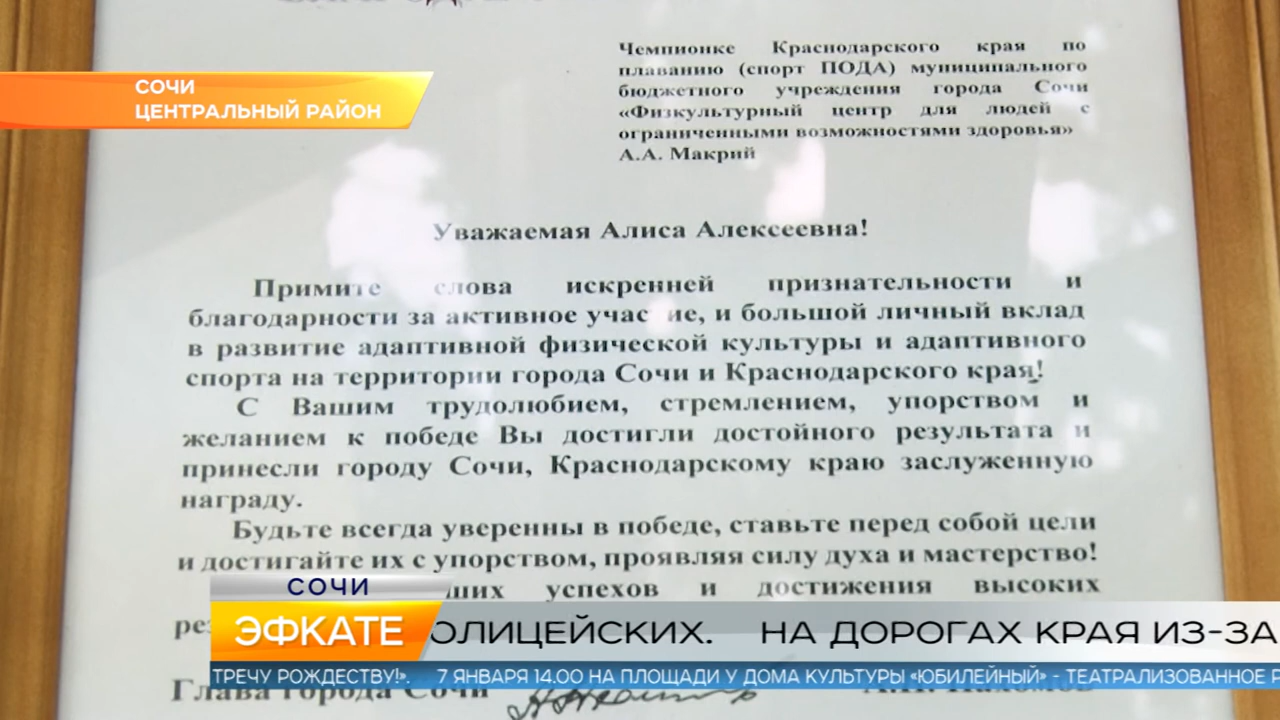 Чемпионке Краснодарского края по
плаванию (спорт ПОДА) муниципального
бюджетного учреждения города Сочи
«Физкультурный центр для людей с
ограниченными возможностями здоровья»
А.А. Макрий
СОЧИ
ЦЕНТРАЛЬНЫЙ РАЙОН
Уважаемая Алиса Алексеевна!
Примите слова искренней признательности и
благодарности за активное учас ие, и большой личный вклад
в развитие адаптивной физической культуры и адаптивного
спорта на территории города Сочи и Краснодарского края!
С Вашим трудолюбием, стремлением, упорством и
желанием к победе Вы достигли достойного результата и
принесли городу Сочи, Краснодарскому краю заслуженную
награду.
Будьте всегда уверенны в победе, ставьте перед собой цели
и достигайте их с упорством, проявляя силу духа и мастерство!
ших успехов и достижения высоких
рез
СОЧИ
ЭФКАТЕ
ОЛИЦЕЙСКИХ. НА ДОРОГАХ КРАЯ ИЗ-ЗА
ТРЕЧУ РОЖДЕСТВУ!». 7 ЯНВАРЯ 14.00 НА ПЛОЩАДИ У ДОМА КУЛЬТУРЫ «ЮБИЛЕЙНЫЙ» - ТЕАТРАЛИЗОВАННОЕ Р
Глава города Сочи